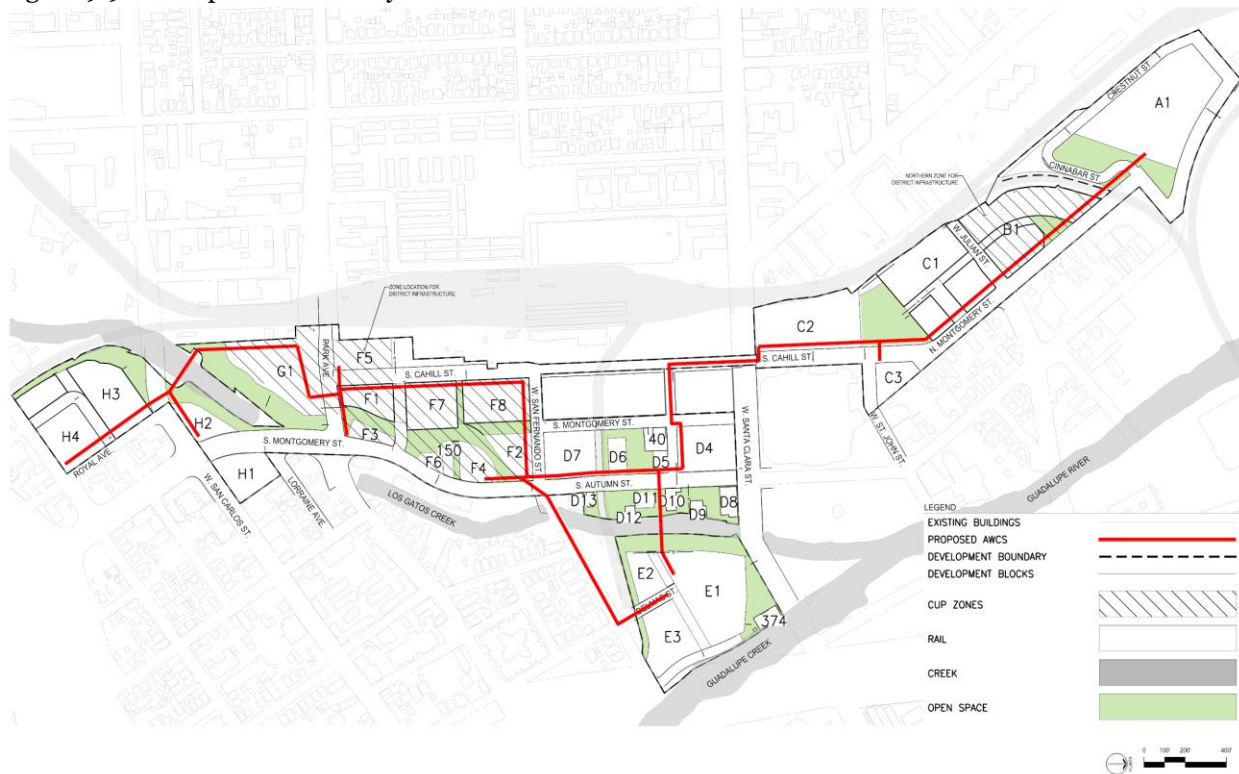 CHESTNUT ST.
A1
CINNABAR ST.
NORTHERN ZONE FOR
DISTRICT INFRASTRUCTURE
B1
W. JULIAN ST.
C1
ZONE LOCATION FOR
DISTRICT INFRASTRUCTURE
C2
N. MONTGOMERY ST.
PARK AVE
F5
S. CAHILL ST.
S. CAHILL ST.
C3
G1
H3
F1
F7
F8
W. SAN FERNANDO ST.
S. MONTGOMERY ST.
W. SANTA CLARA ST.
W. ST. JOHN ST.
H4
H2
S. MONTGOMERY ST.
F3
150
F2
D7
D6
40
D5
D4
ROYAL AVE.
H1
F6
F4
S. AUTUMN ST.
GUADALUPE RIVER
W. SAN CARLOS ST.
LORRAINE AVE.
LOS GATOS CREEK
D13
D11
D10
D8
D12
D9
E2
E1
E3
374
GUADALUPE CREEK
LEGEND
EXISTING BUILDINGS
PROPOSED AWCS
DEVELOPMENT BOUNDARY
DEVELOPMENT BLOCKS
CUP ZONES
RAIL
CREEK
OPEN SPACE
0 100' 200' 400'